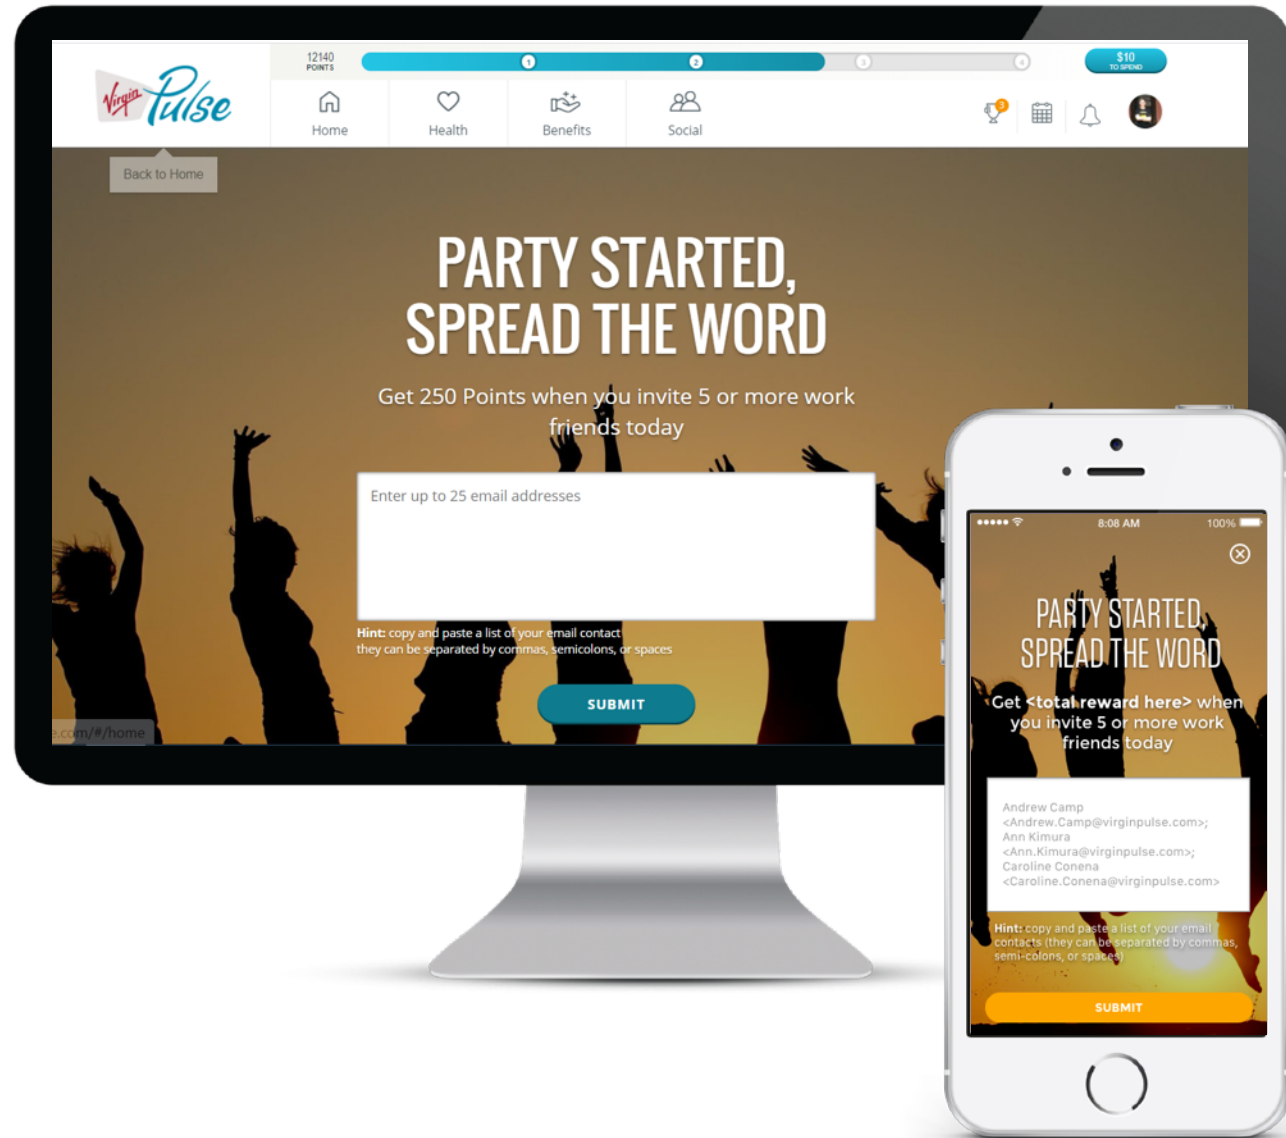 Virgin Pulse
12140
POINTS
1
2
3
4
$10
TO SPEND
Home
Health
Benefits
Social
3
Back to Home
PARTY STARTED,
SPREAD THE WORD
Get 250 Points when you invite 5 or more work
friends today
Enter up to 25 email addresses
Hint: copy and paste a list of your email contact
they can be separated by commas, semicolons, or spaces
SUBMIT
e.com/#/home
8:08 AM
100%
PARTY STARTED,
SPREAD THE WORD
Get <total reward here> when
you invite 5 or more work
friends today
Andrew Camp
<Andrew.Camp@virginpulse.com>;
Ann Kimura
<Ann.Kimura@virginpulse.com>;
Caroline Conena
<Caroline.Conena@virginpulse.com>
Hint: copy and paste a list of your email
contacts (they can be separated by commas,
semi-colons, or spaces)
SUBMIT